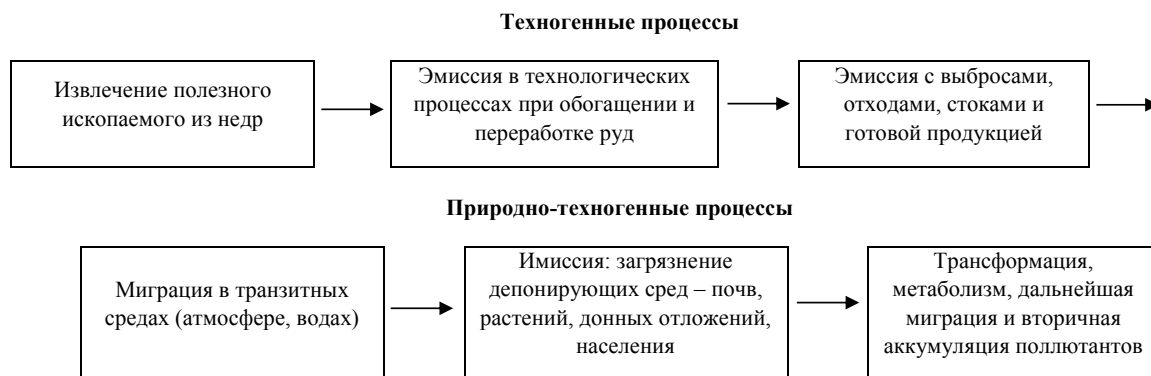 Техногенные процессы
Извлечение полезного
ископаемого из недр
Эмиссия в технологических
процессах при обогащении и
переработке руд
Эмиссия с выбросами,
отходами, стоками и
готовой продукцией
Природно-техногенные процессы
Миграция в транзитных
средах (атмосфере, водах)
Имиссия: загрязнение
депонирующих сред – почв,
растений, донных отложений,
населения
Трансформация,
метаболизм, дальнейшая
миграция и вторичная
аккумуляция поллютантов